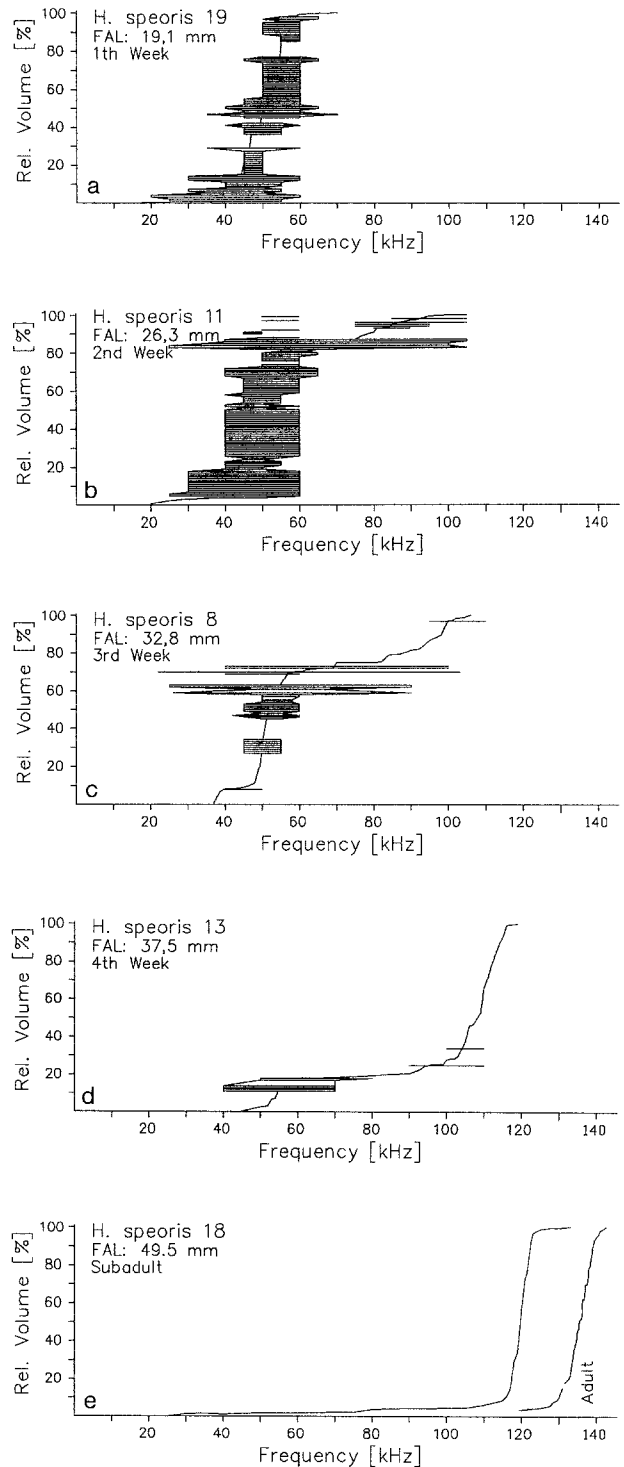 H. speoris 19
FAL: 19,1 mm
1th Week
Rel. Volume [%]
100
80
60
40
20
a
20 40 60 80 100 120 140
Frequency [kHz]
H. speoris 11
FAL: 26,3 mm
2nd Week
Rel. Volume [%]
100
80
60
40
20
b
20 40 60 80 100 120 140
Frequency [kHz]
H. speoris 8
FAL: 32,8 mm
3rd Week
Rel. Volume [%]
100
80
60
40
20
c
20 40 60 80 100 120 140
Frequency [kHz]
H. speoris 13
FAL: 37,5 mm
4th Week
Rel. Volume [%]
100
80
60
40
20
d
20 40 60 80 100 120 140
Frequency [kHz]
H. speoris 18
FAL: 49.5 mm
Subadult
Rel. Volume [%]
100
80
60
40
20
e
Adult
20 40 60 80 100 120 140
Frequency [kHz]